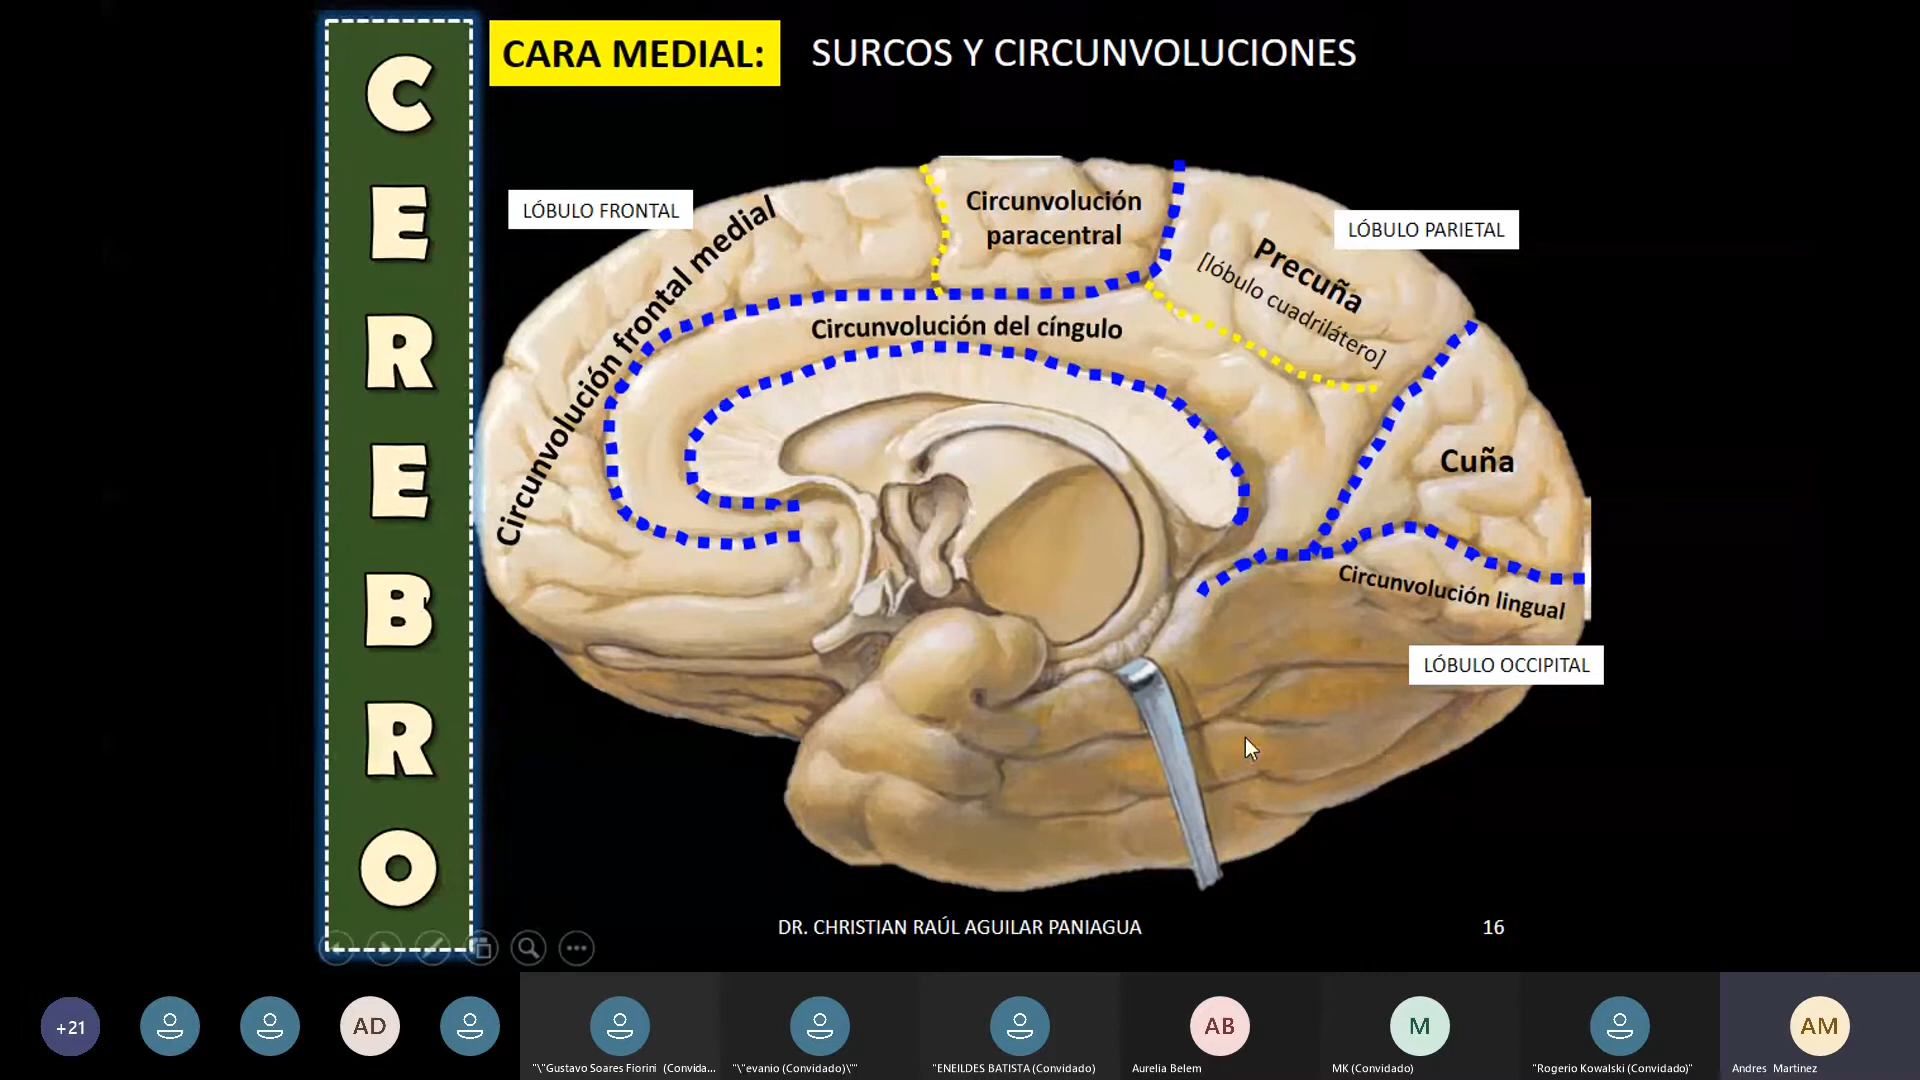 CEREBRO
CARA MEDIAL:
SURCOS Y CIRCUNVOLUCIONES
LÓBULO FRONTAL
Circunvolución frontal medial
Circunvolución
paracentral
LÓBULO PARIETAL
Precuña
[lóbulo cuadrilátero]
Circunvolución del cíngulo
Cuña
Circunvolución lingual
LÓBULO OCCIPITAL
DR. CHRISTIAN RAÚL AGUILAR PANIAGUA
16
+21
AD
AB
M
AM
"\"Gustavo Soares Fiorini (Convida...
"\"evanio (Convidado)\""
"ENEILDES BATISTA (Convidado)
Aurelia Belem
MK (Convidado)
"Rogerio Kowalski (Convidado)"
Andres Martinez